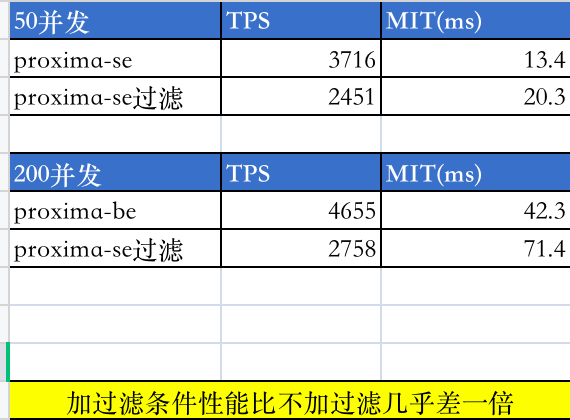 50并发 TPS MIT(ms)
proxima-se 3716 13.4
proxima-se过滤 2451 20.3
200并发 TPS MIT(ms)
proxima-be 4655 42.3
proxima-se过滤 2758 71.4
加过滤条件性能比不加过滤几乎差一倍